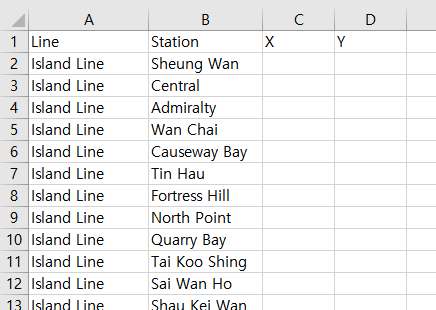 A B C D
1 Line Station X Y
2 Island Line Sheung Wan
3 Island Line Central
4 Island Line Admiralty
5 Island Line Wan Chai
6 Island Line Causeway Bay
7 Island Line Tin Hau
8 Island Line Fortress Hill
9 Island Line North Point
10 Island Line Quarry Bay
11 Island Line Tai Koo Shing
12 Island Line Sai Wan Ho
13 Island Line Shau Kei Wan